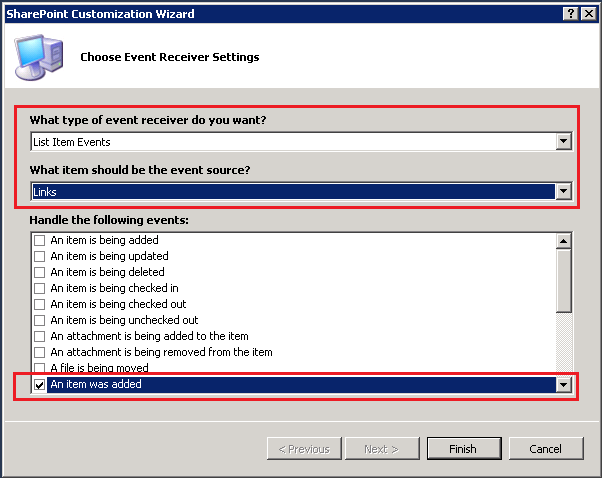 SharePoint Customization Wizard
Choose Event Receiver Settings
What type of event receiver do you want?
List Item Events
What item should be the event source?
Links
Handle the following events:
An item is being added
An item is being updated
An item is being deleted
An item is being checked in
An item is being checked out
An item is being unchecked out
An attachment is being added to the item
An attachment is being removed from the item
A file is being moved
An item was added
< Previous
Next >
Finish
Cancel